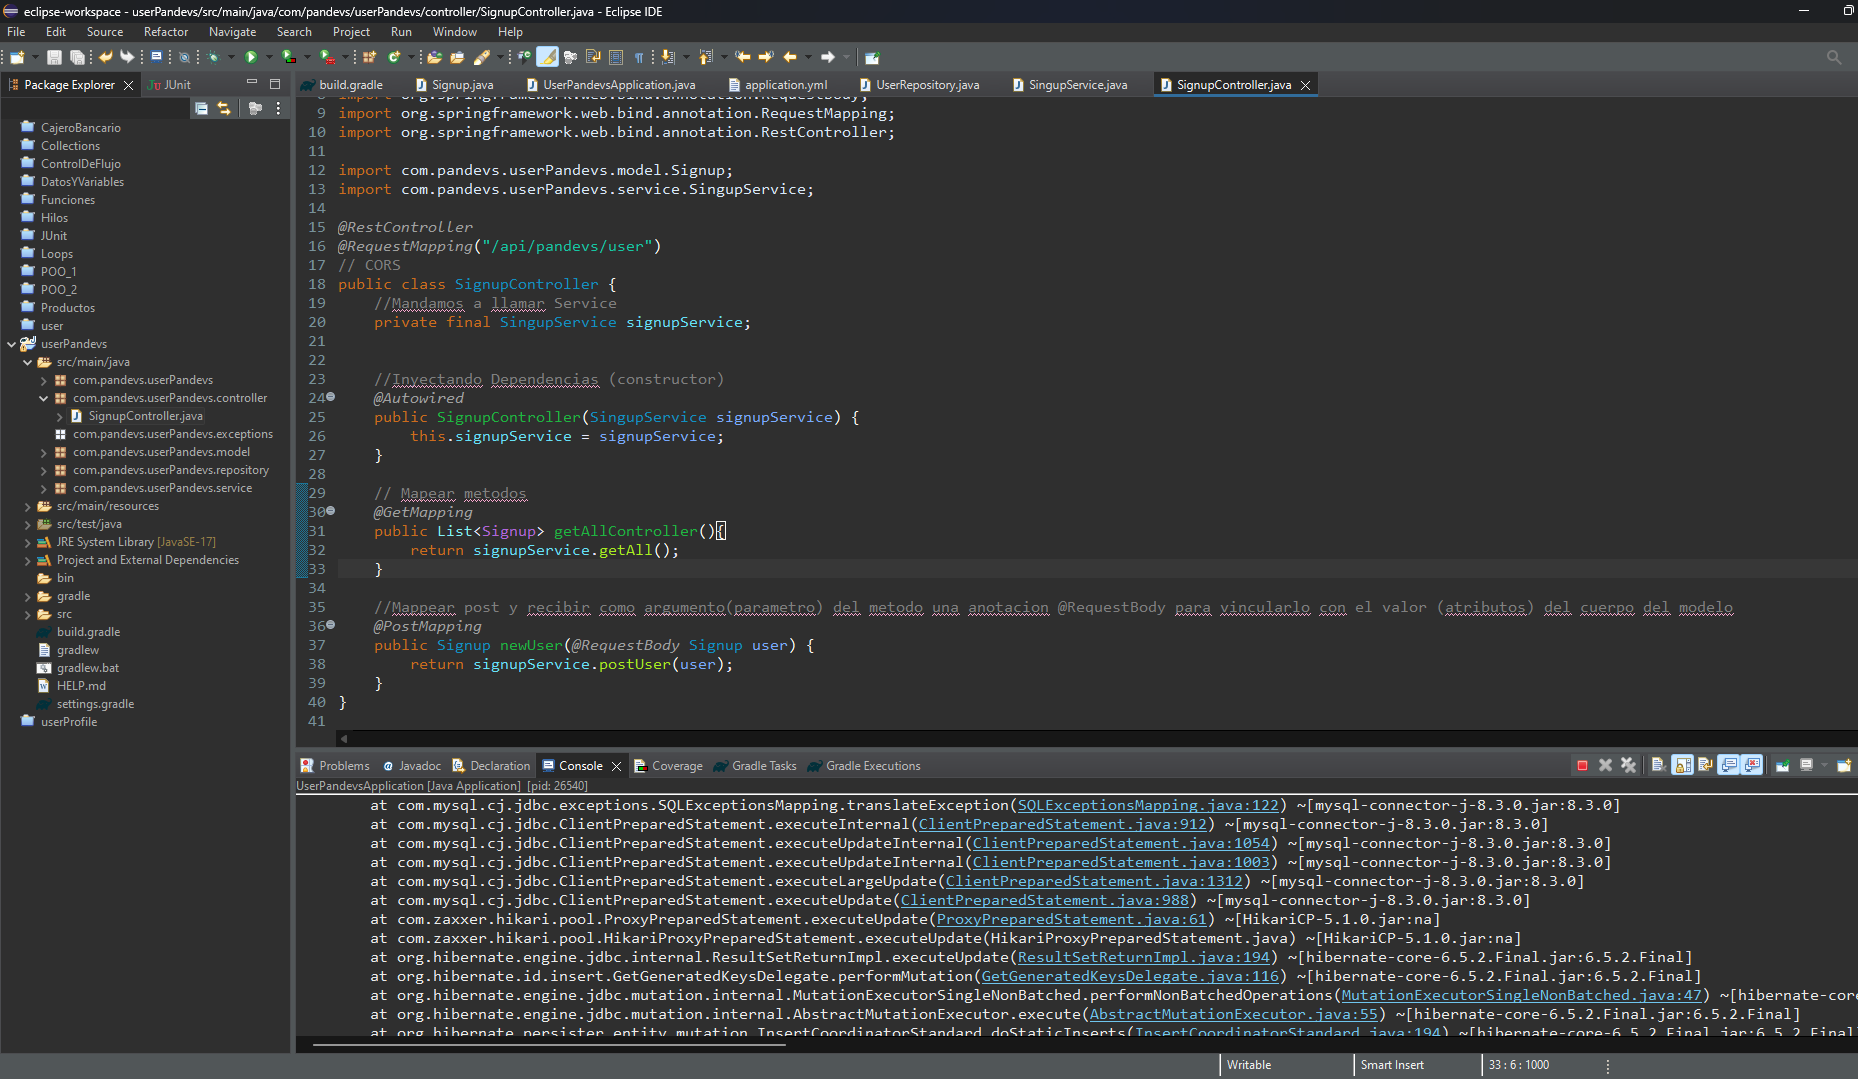 eclipse-workspace - userPandevs/src/main/java/com/pandevs/userPandevs/controller/SignupController.java - Eclipse IDE
File Edit Source Refactor Navigate Search Project Run Window Help
Package Explorer JUnit
build.gradle Signup.java UserPandevsApplication.java application.yml UserRepository.java SingupService.java SignupController.java
CajeroBancario
Collections
ControlDeFlujo
DatosYVariables
Funciones
Hilos
JUnit
Loops
POO_1
POO_2
Productos
user
userPandevs
src/main/java
com.pandevs.userPandevs
com.pandevs.userPandevs.controller
SignupController.java
com.pandevs.userPandevs.exceptions
com.pandevs.userPandevs.model
com.pandevs.userPandevs.repository
com.pandevs.userPandevs.service
src/main/resources
src/test/java
JRE System Library [JavaSE-17]
Project and External Dependencies
bin
gradle
src
build.gradle
gradlew
gradlew.bat
HELP.md
settings.gradle
userProfile
8 import org.springframework.web.bind.annotation.RequestBody;
9 import org.springframework.web.bind.annotation.RequestMapping;
10 import org.springframework.web.bind.annotation.RestController;
11
12 import com.pandevs.userPandevs.model.Signup;
13 import com.pandevs.userPandevs.service.SingupService;
14
15 @RestController
16 @RequestMapping("/api/pandevs/user")
17 // CORS
18 public class SignupController {
19 //Mandamos a llamar Service
20 private final SingupService signupService;
21
22
23 //Inyectando Dependencias (constructor)
24 @Autowired
25 public SignupController(SingupService signupService) {
26 this.signupService = signupService;
27 }
28
29 // Mapear metodos
30 @GetMapping
31 public List<Signup> getAllController(){
32 return signupService.getAll();
33 }
34
35 //Mappear post y recibir como argumento(parametro) del metodo una anotacion @RequestBody para vincularlo con el valor (atributos) del cuerpo del modelo
36 @PostMapping
37 public Signup newUser(@RequestBody Signup user) {
38 return signupService.postUser(user);
39 }
40 }
41
Problems Javadoc Declaration Console Coverage Gradle Tasks Gradle Executions
UserPandevsApplication [Java Application] [pid: 26540]
at com.mysql.cj.jdbc.exceptions.SQLExceptionsMapping.translateException(SQLExceptionsMapping.java:122) ~[mysql-connector-j-8.3.0.jar:8.3.0]
at com.mysql.cj.jdbc.ClientPreparedStatement.executeInternal(ClientPreparedStatement.java:912) ~[mysql-connector-j-8.3.0.jar:8.3.0]
at com.mysql.cj.jdbc.ClientPreparedStatement.executeUpdateInternal(ClientPreparedStatement.java:1054) ~[mysql-connector-j-8.3.0.jar:8.3.0]
at com.mysql.cj.jdbc.ClientPreparedStatement.executeUpdateInternal(ClientPreparedStatement.java:1003) ~[mysql-connector-j-8.3.0.jar:8.3.0]
at com.mysql.cj.jdbc.ClientPreparedStatement.executeLargeUpdate(ClientPreparedStatement.java:1312) ~[mysql-connector-j-8.3.0.jar:8.3.0]
at com.mysql.cj.jdbc.ClientPreparedStatement.executeUpdate(ClientPreparedStatement.java:988) ~[mysql-connector-j-8.3.0.jar:8.3.0]
at com.zaxxer.hikari.pool.ProxyPreparedStatement.executeUpdate(ProxyPreparedStatement.java:61) ~[HikariCP-5.1.0.jar:na]
at com.zaxxer.hikari.pool.HikariProxyPreparedStatement.executeUpdate(HikariProxyPreparedStatement.java) ~[HikariCP-5.1.0.jar:na]
at org.hibernate.engine.jdbc.internal.ResultSetReturnImpl.executeUpdate(ResultSetReturnImpl.java:194) ~[hibernate-core-6.5.2.Final.jar:6.5.2.Final]
at org.hibernate.id.insert.GetGeneratedKeysDelegate.performMutation(GetGeneratedKeysDelegate.java:116) ~[hibernate-core-6.5.2.Final.jar:6.5.2.Final]
at org.hibernate.engine.jdbc.mutation.internal.MutationExecutorSingleNonBatched.performNonBatchedOperations(MutationExecutorSingleNonBatched.java:47) ~[hibernate-core
at org.hibernate.engine.jdbc.mutation.internal.AbstractMutationExecutor.execute(AbstractMutationExecutor.java:55) ~[hibernate-core-6.5.2.Final.jar:6.5.2.Final]
at org.hibernate.persister.entity.mutation.InsertCoordinatorStandard.doStaticInserts(InsertCoordinatorStandard.java:194) ~[hibernate-core-6.5.2.Final.jar:6.5.2.Final
Writable Smart Insert 33 : 6 : 1000